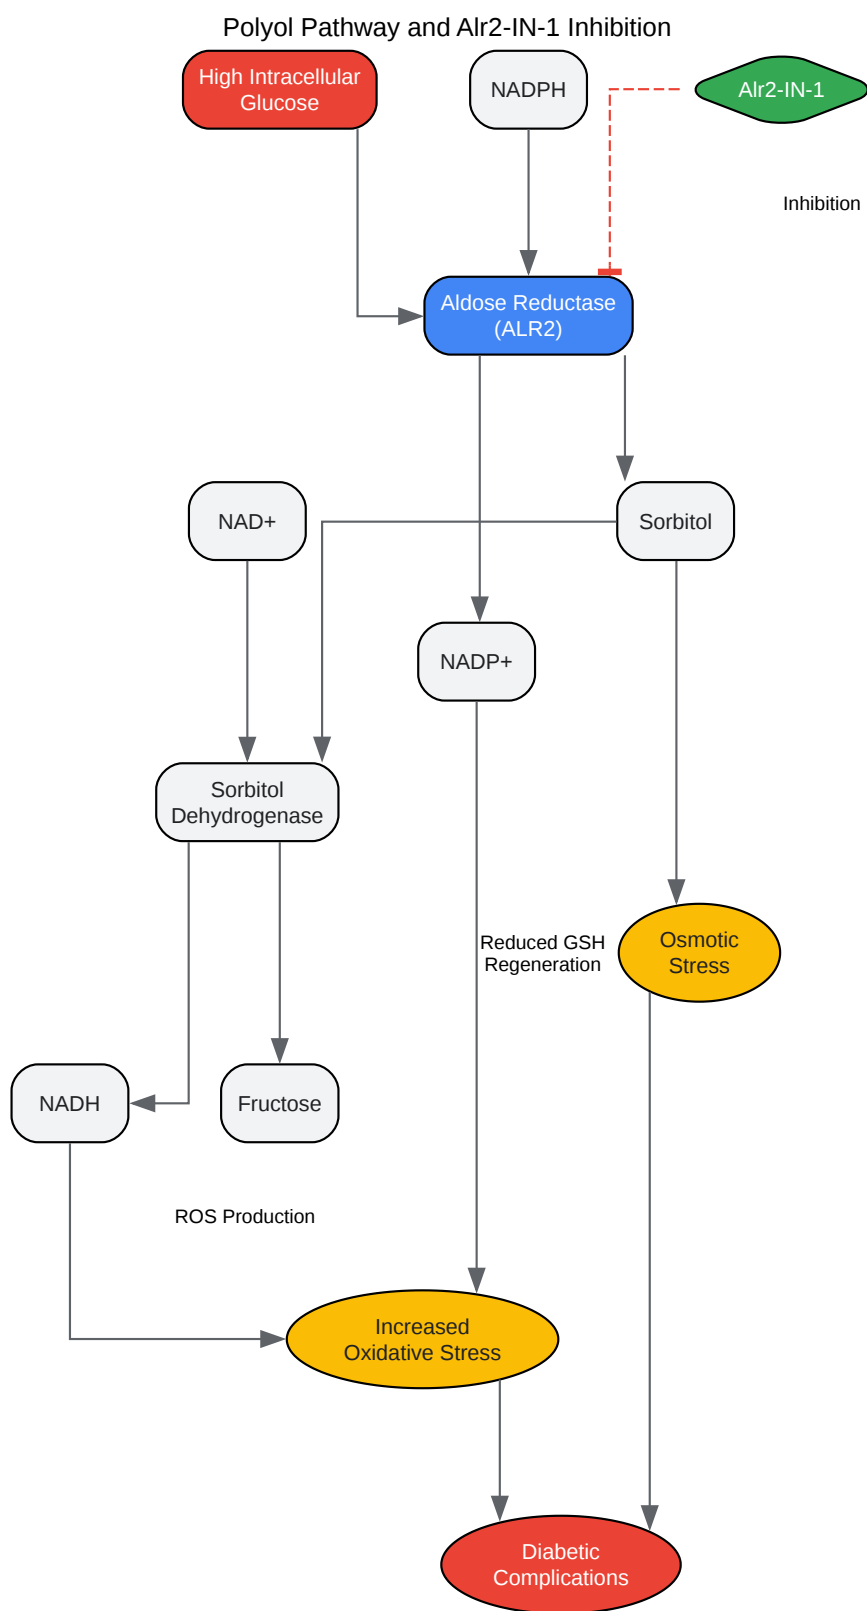 Polyol Pathway and Alr2-IN-1 Inhibition
High Intracellular
Glucose
NADPH
Alr2-IN-1
Inhibition
Aldose Reductase
(ALR2)
NAD+
Sorbitol
NADP+
Sorbitol
Dehydrogenase
Reduced GSH
Regeneration
Osmotic
Stress
NADH
Fructose
ROS Production
Increased
Oxidative Stress
Diabetic
Complications